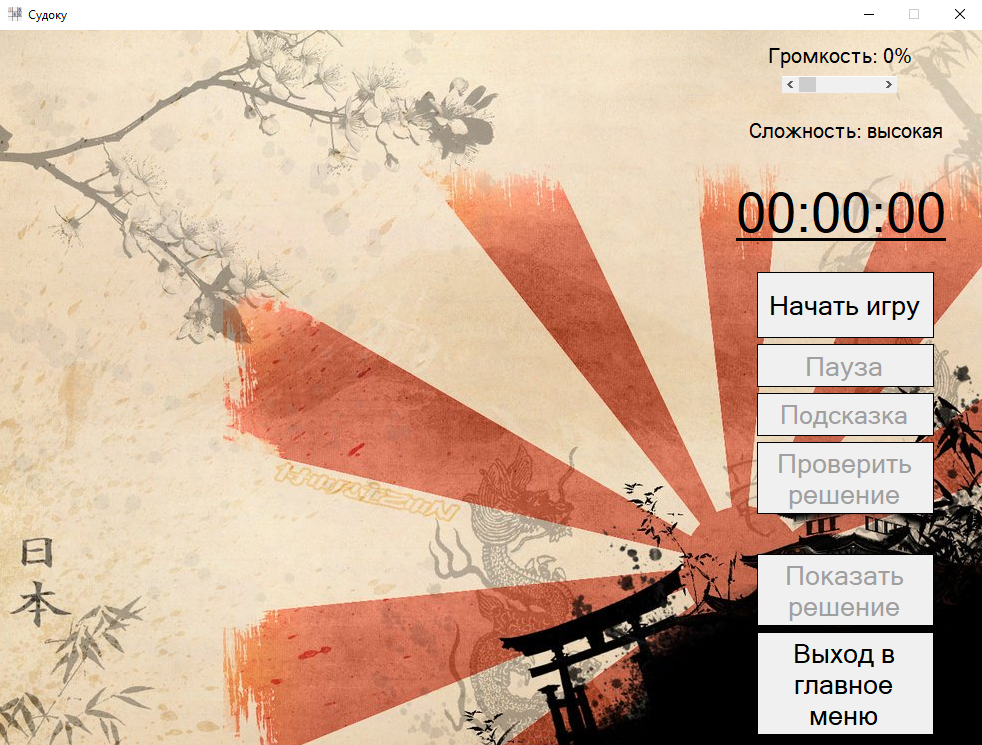 Судоку
Громкость: 0%
Сложность: высокая
00:00:00
Начать игру
Пауза
Подсказка
Проверить
решение
Показать
решение
Выход в
главное
меню
日
本